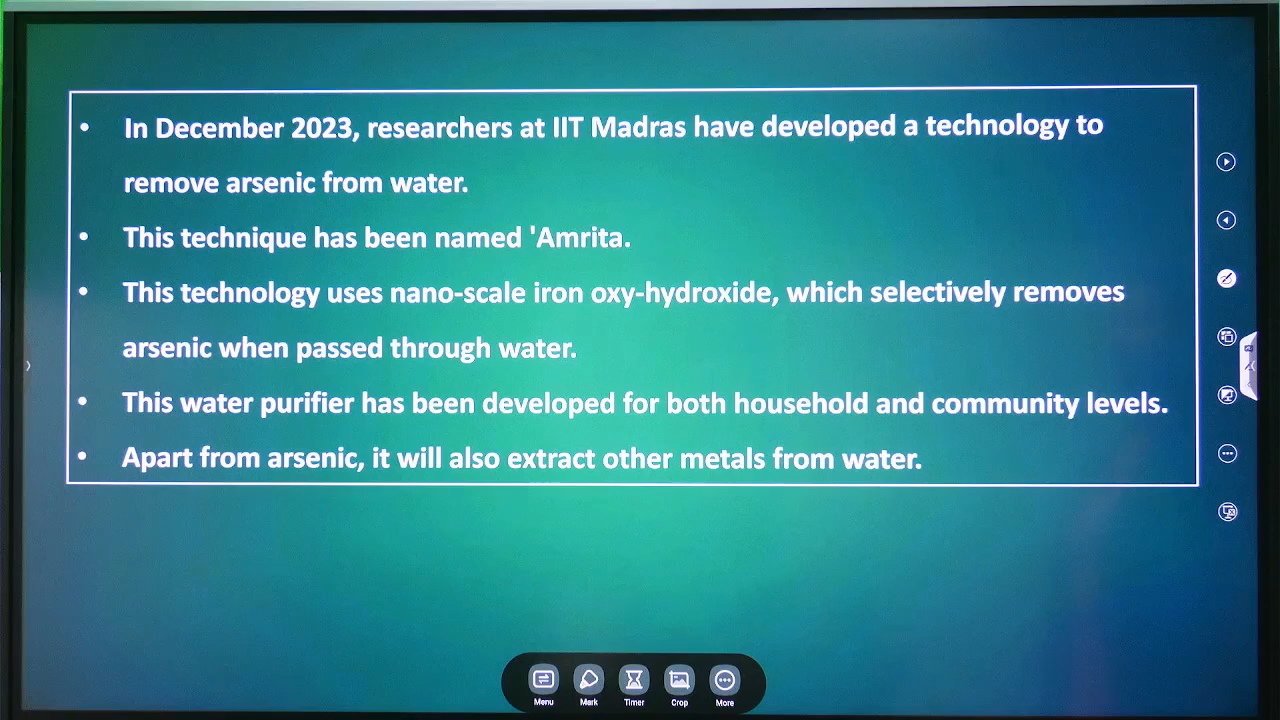 • In December 2023, researchers at IIT Madras have developed a technology to
remove arsenic from water.
• This technique has been named 'Amrita.
• This technology uses nano-scale iron oxy-hydroxide, which selectively removes
arsenic when passed through water.
• This water purifier has been developed for both household and community levels.
• Apart from arsenic, it will also extract other metals from water.
Menu Mark Timer Crop More